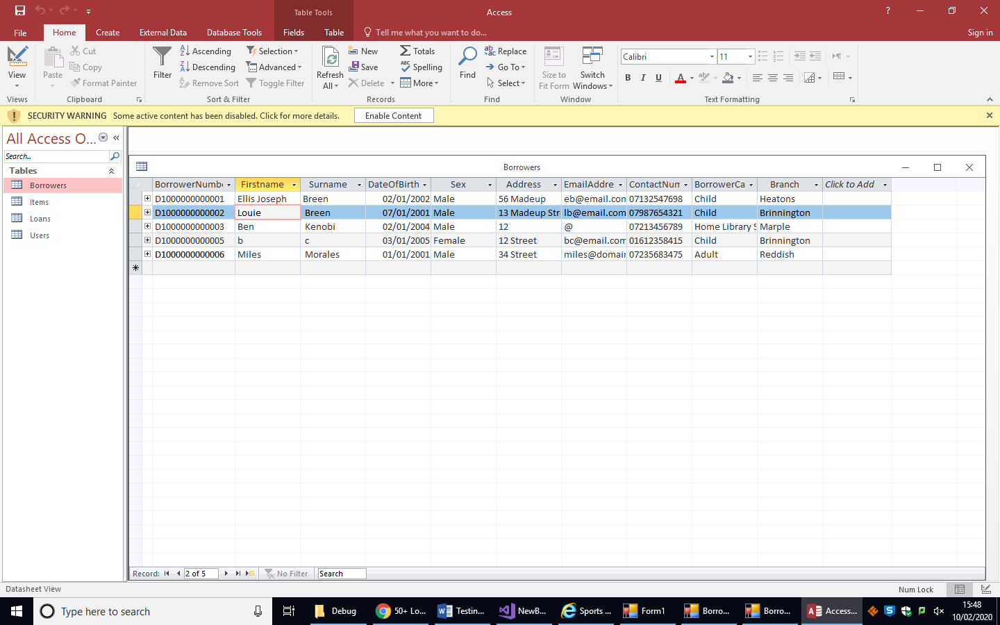 Table Tools
Access
?
File
Home
Create
External Data
Database Tools
Fields
Table
Tell me what you want to do...
Sign in
View
Paste
Cut
Copy
Format Painter
Filter
Ascending
Descending
Remove Sort
Selection
Advanced
Toggle Filter
Refresh All
New
Save
Delete
Totals
Spelling
More
Find
Replace
Go To
Select
Size to Fit Form
Switch Windows
Calibri
11
B I U
Views
Clipboard
Sort & Filter
Records
Find
Window
Text Formatting
SECURITY WARNING Some active content has been disabled. Click for more details.
Enable Content
All Access O...
Search...
Tables
Borrowers
Items
Loans
Users
Borrowers
BorrowerNumbe Firstname Surname DateOfBirth Sex Address EmailAddre ContactNum BorrowerCa Branch Click to Add
D1000000000001 Ellis Joseph Breen 02/01/2002 Male 56 Madeup eb@email.com 07132547698 Child Heatons
D1000000000002 Louie Breen 07/01/2001 Male 13 Madeup Str lb@email.com 07987654321 Child Brinnington
D1000000000003 Ben Kenobi 02/01/2004 Male 12 @ 07213456789 Home Library S Marple
D1000000000005 b c 03/01/2005 Female 12 Street bc@email.com 01612358415 Child Brinnington
D1000000000006 Miles Morales 01/01/2001 Male 34 Street miles@domain 07235683475 Adult Reddish
Record: 2 of 5 No Filter Search
Datasheet View
Num Lock
Type here to search
Debug
50+ Lo...
Testin...
NewB...
Sports ...
Form1
Borro...
Borro...
Access...
15:48
10/02/2020